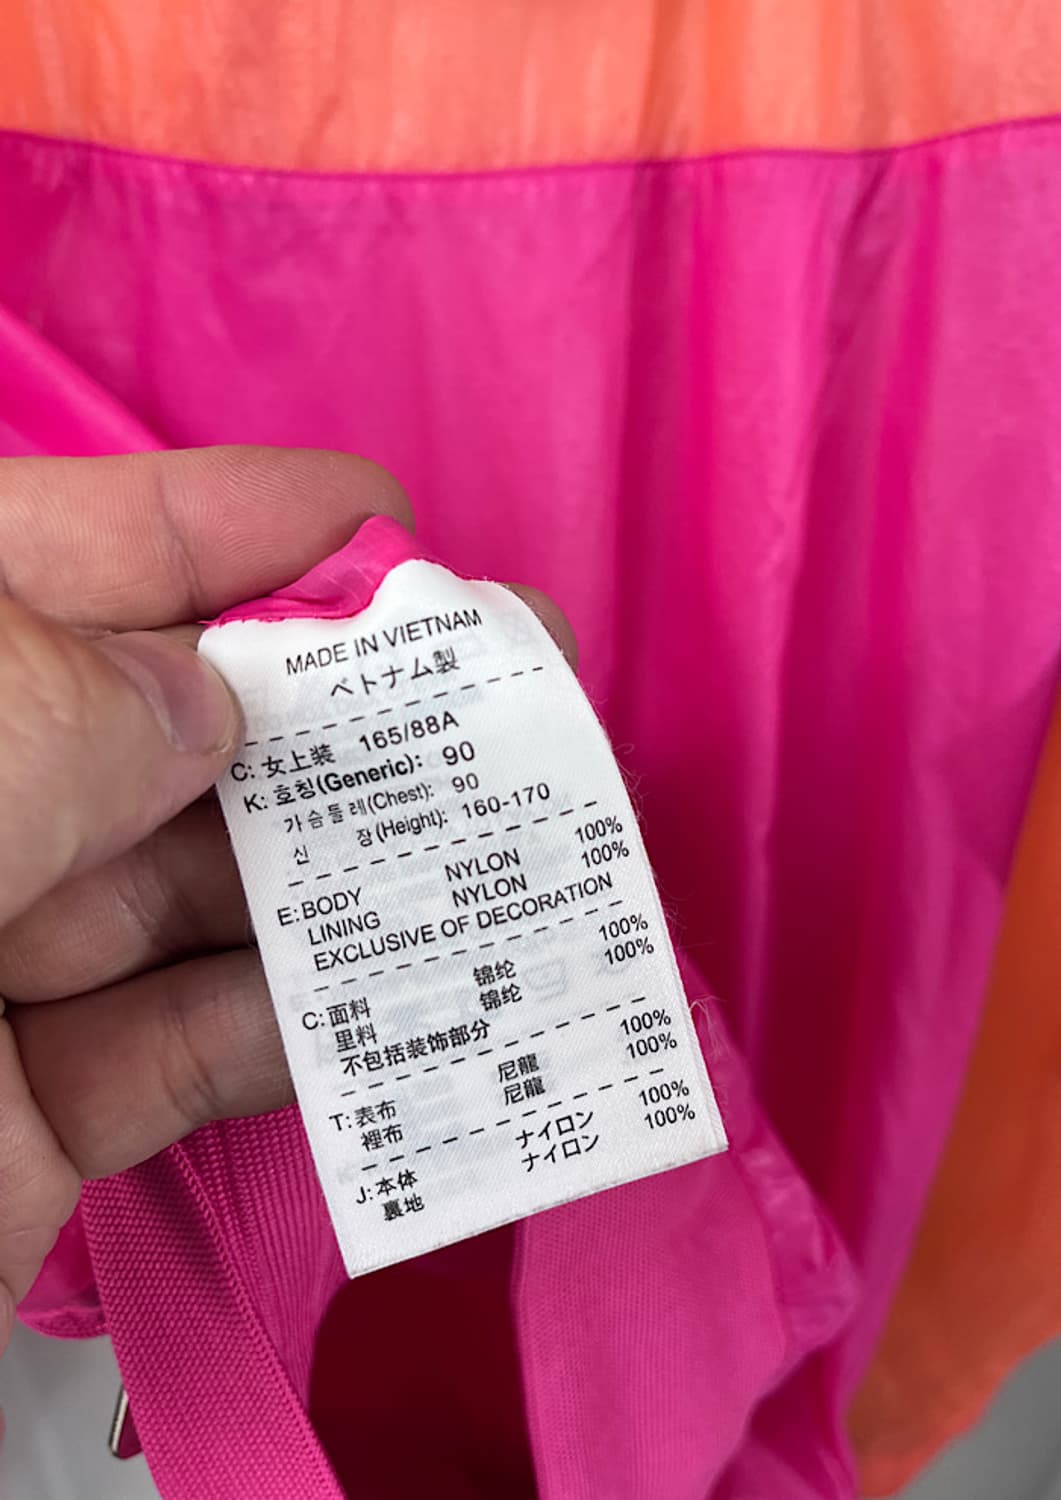 MADE IN VIETNAM
ベトナム製
C: 女上装 165/88A
K: 호칭(Generic): 90
가슴둘레(Chest): 90
신 장(Height): 160-170
E: BODY NYLON 100%
LINING NYLON 100%
EXCLUSIVE OF DECORATION
C: 面料 锦纶 100%
里料 锦纶 100%
不包括装饰部分
T: 表布 尼龍 100%
裡布 尼龍 100%
J: 本体 ナイロン 100%
裏地 ナイロン 100%